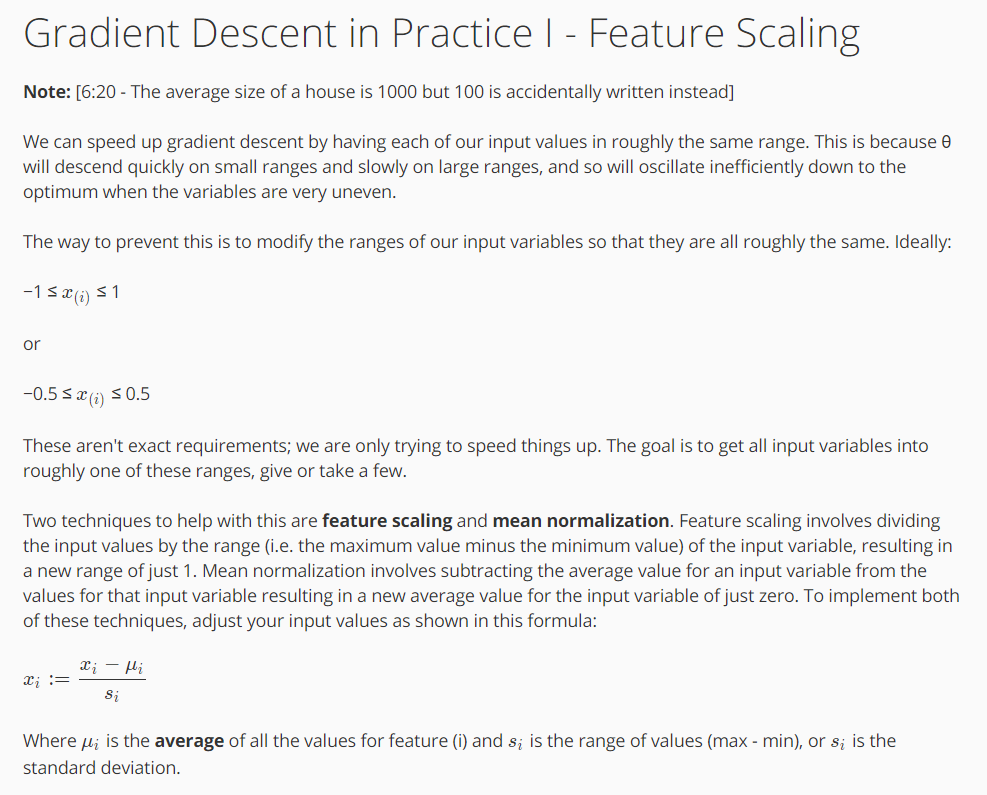 Gradient Descent in Practice I - Feature Scaling
Note: [6:20 - The average size of a house is 1000 but 100 is accidentally written instead]
We can speed up gradient descent by having each of our input values in roughly the same range. This is because θ
will descend quickly on small ranges and slowly on large ranges, and so will oscillate inefficiently down to the
optimum when the variables are very uneven.
The way to prevent this is to modify the ranges of our input variables so that they are all roughly the same. Ideally:
−1 ≤ x_(i) ≤ 1
or
−0.5 ≤ x_(i) ≤ 0.5
These aren't exact requirements; we are only trying to speed things up. The goal is to get all input variables into
roughly one of these ranges, give or take a few.
Two techniques to help with this are feature scaling and mean normalization. Feature scaling involves dividing
the input values by the range (i.e. the maximum value minus the minimum value) of the input variable, resulting in
a new range of just 1. Mean normalization involves subtracting the average value for an input variable from the
values for that input variable resulting in a new average value for the input variable of just zero. To implement both
of these techniques, adjust your input values as shown in this formula:
x_i := (x_i − μ_i) / s_i
Where μ_i is the average of all the values for feature (i) and s_i is the range of values (max - min), or s_i is the
standard deviation.